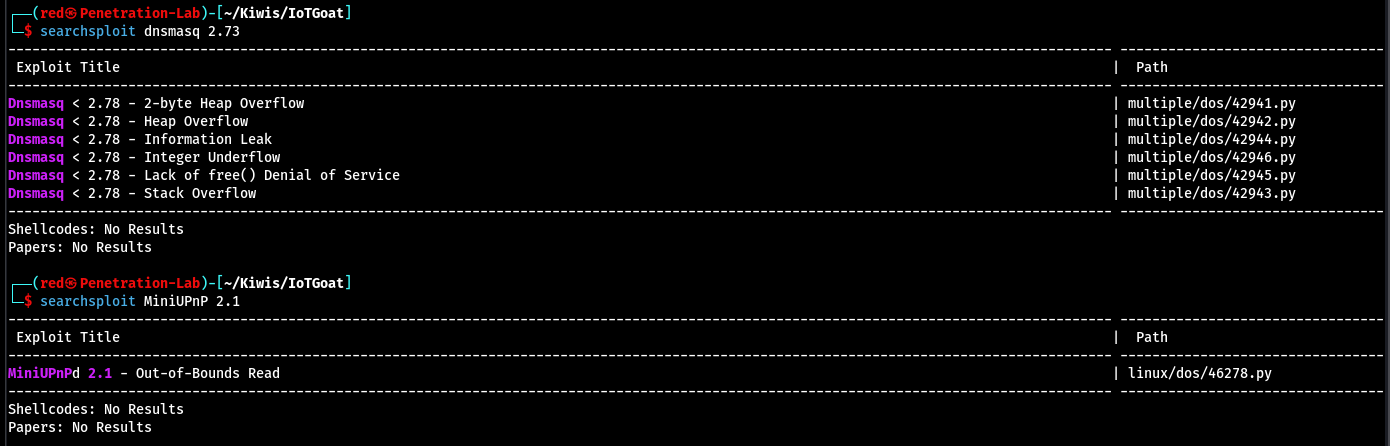 ┌──(red㉿Penetration-Lab)-[~/Kiwis/IoTGoat]
└─$ searchsploit dnsmasq 2.73
Exploit Title | Path
Dnsmasq < 2.78 - 2-byte Heap Overflow | multiple/dos/42941.py
Dnsmasq < 2.78 - Heap Overflow | multiple/dos/42942.py
Dnsmasq < 2.78 - Information Leak | multiple/dos/42944.py
Dnsmasq < 2.78 - Integer Underflow | multiple/dos/42946.py
Dnsmasq < 2.78 - Lack of free() Denial of Service | multiple/dos/42945.py
Dnsmasq < 2.78 - Stack Overflow | multiple/dos/42943.py
Shellcodes: No Results
Papers: No Results
┌──(red㉿Penetration-Lab)-[~/Kiwis/IoTGoat]
└─$ searchsploit MiniUPnP 2.1
Exploit Title | Path
MiniUPnPd 2.1 - Out-of-Bounds Read | linux/dos/46278.py
Shellcodes: No Results
Papers: No Results